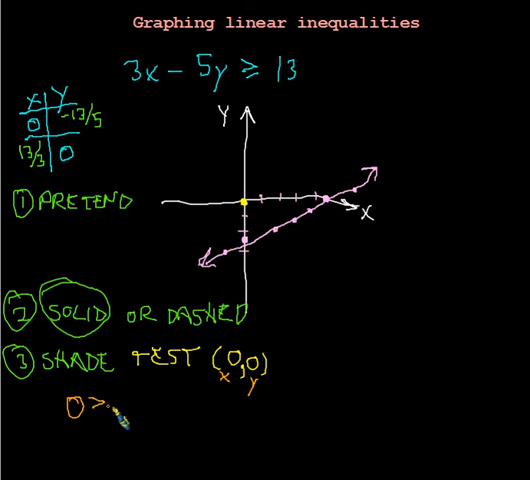 Graphing linear inequalities
3x - 5y ≥ 13
x | y
0 | -13/5
13/3 | 0
Y
X
① PRETEND
② SOLID OR DASHED
③ SHADE TEST (0,0)
x y
0 >